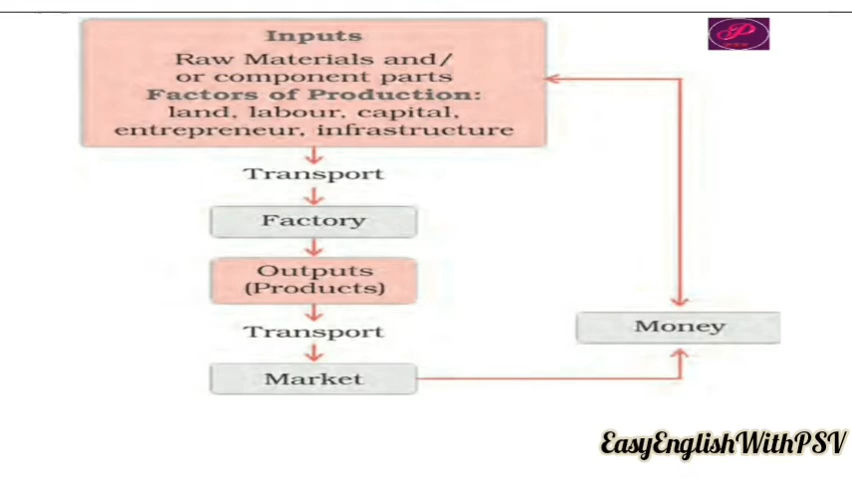 Inputs
Raw Materials and/
or component parts
Factors of Production:
land, labour, capital,
entrepreneur, infrastructure
Transport
Factory
Outputs
(Products)
Transport
Market
Money
EasyEnglishWithPSV